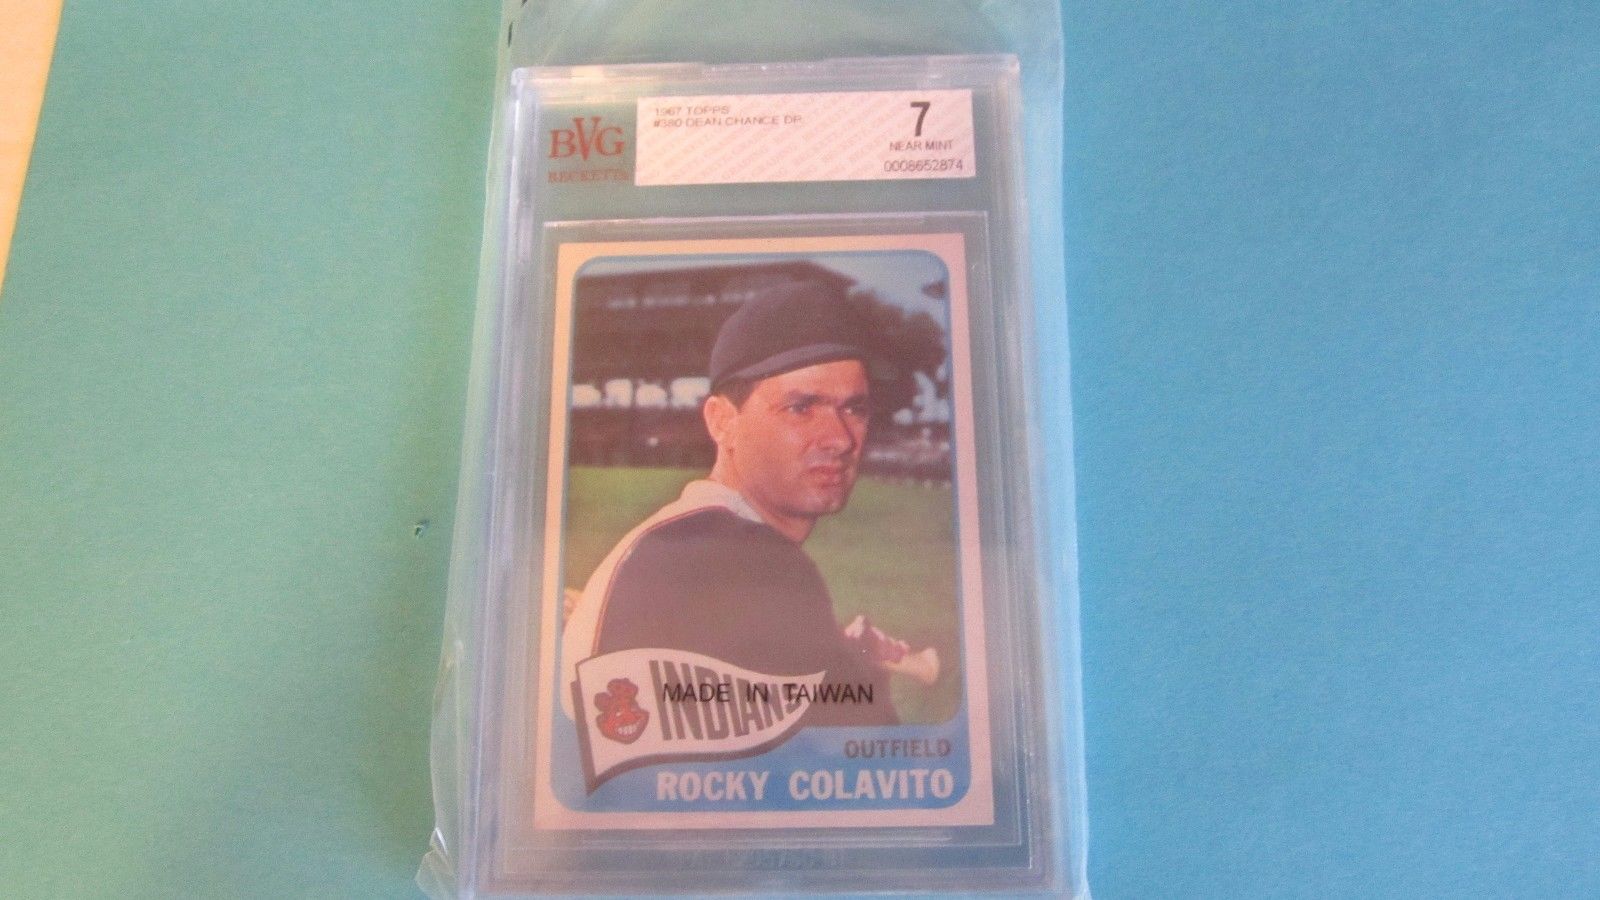 BVG
BECKETT
1967 TOPPS
#380 DEAN CHANCE DP
7
NEAR MINT
0008652874
INDIANS
MADE IN TAIWAN
OUTFIELD
ROCKY COLAVITO